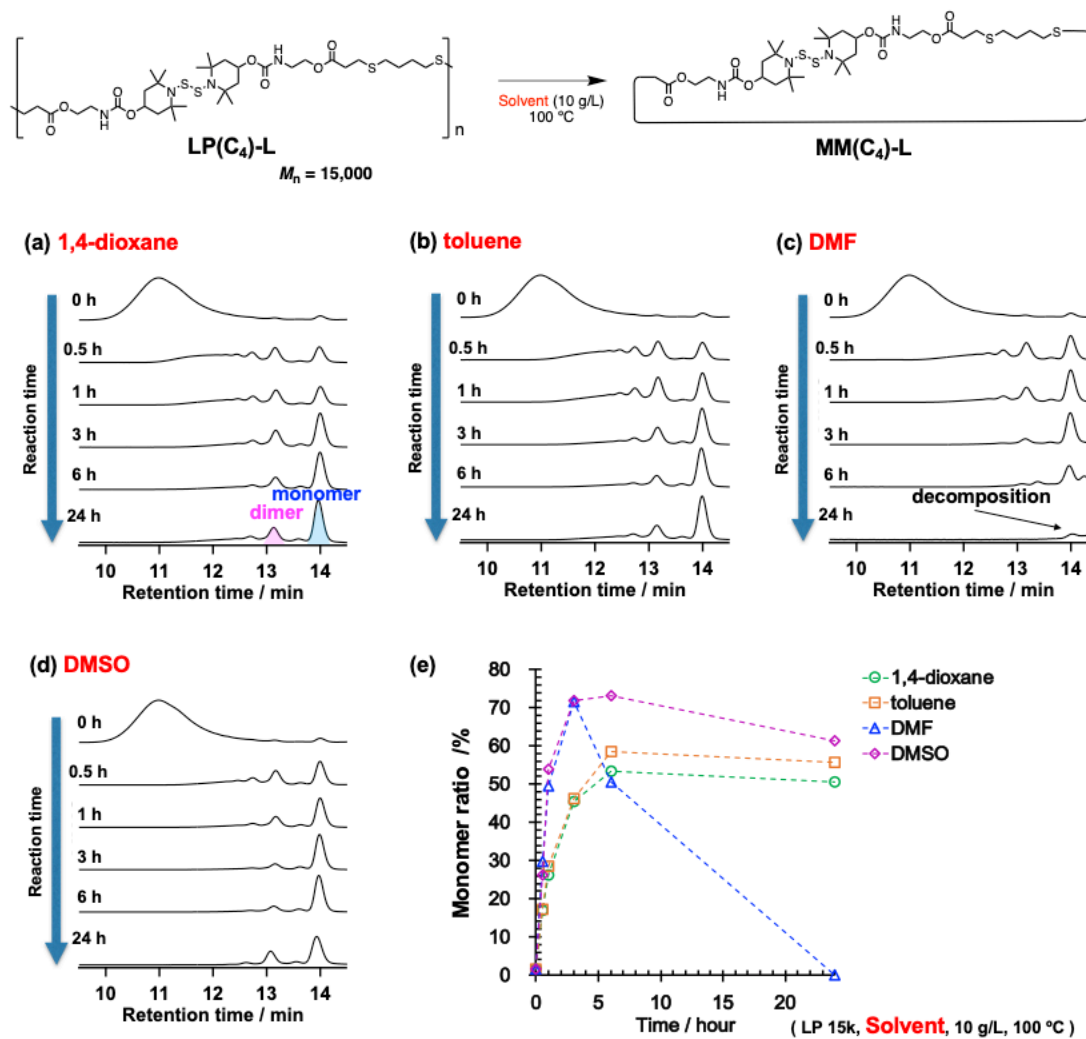 Solvent (10 g/L)
100 ºC
n
LP(C₄)-L
MM(C₄)-L
Mn = 15,000
(a) 1,4-dioxane
Reaction time
0 h
0.5 h
1 h
3 h
6 h
24 h
monomer
dimer
10 11 12 13 14
Retention time / min
(b) toluene
Reaction time
0 h
0.5 h
1 h
3 h
6 h
24 h
10 11 12 13 14
Retention time / min
(c) DMF
Reaction time
0 h
0.5 h
1 h
3 h
6 h
24 h
decomposition
10 11 12 13 14
Retention time / min
(d) DMSO
Reaction time
0 h
0.5 h
1 h
3 h
6 h
24 h
10 11 12 13 14
Retention time / min
(e)
Monomer ratio /%
80
70
60
50
40
30
20
10
0
0 5 10 15 20
Time / hour
1,4-dioxane
toluene
DMF
DMSO
( LP 15k, Solvent, 10 g/L, 100 ºC )